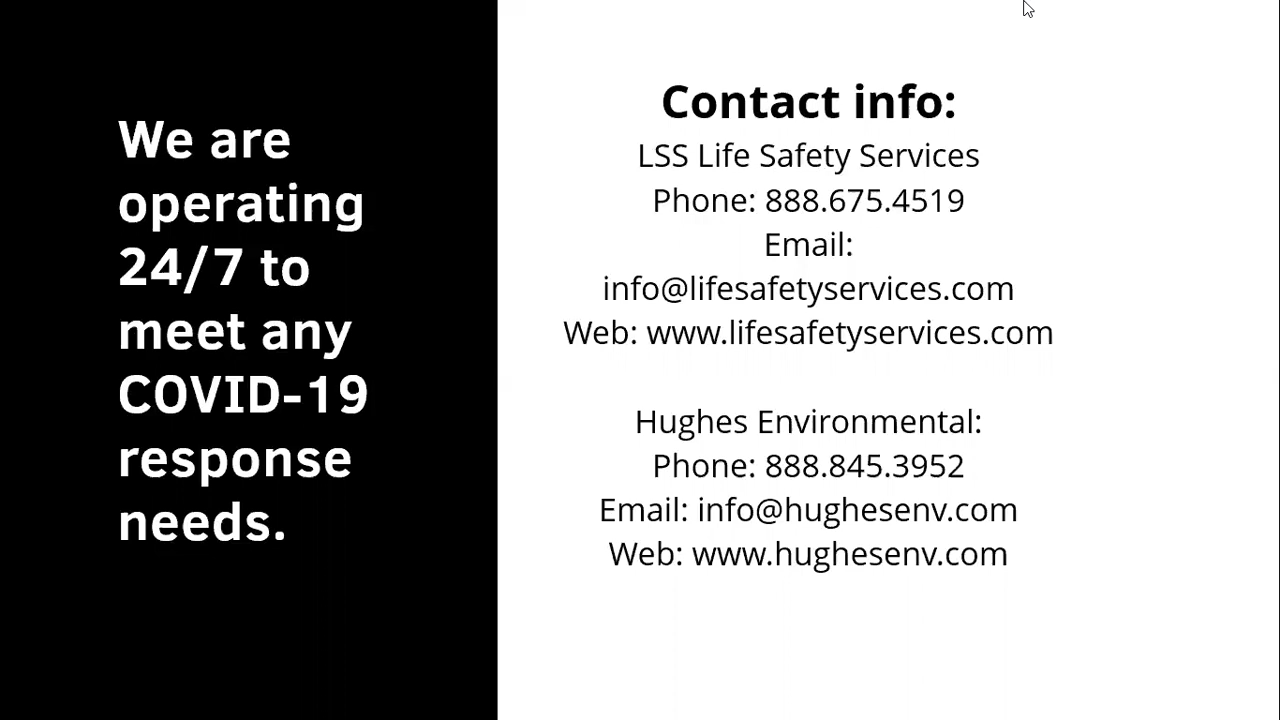 We are
operating
24/7 to
meet any
COVID-19
response
needs.
Contact info:
LSS Life Safety Services
Phone: 888.675.4519
Email:
info@lifesafetyservices.com
Web: www.lifesafetyservices.com
Hughes Environmental:
Phone: 888.845.3952
Email: info@hughesenv.com
Web: www.hughesenv.com